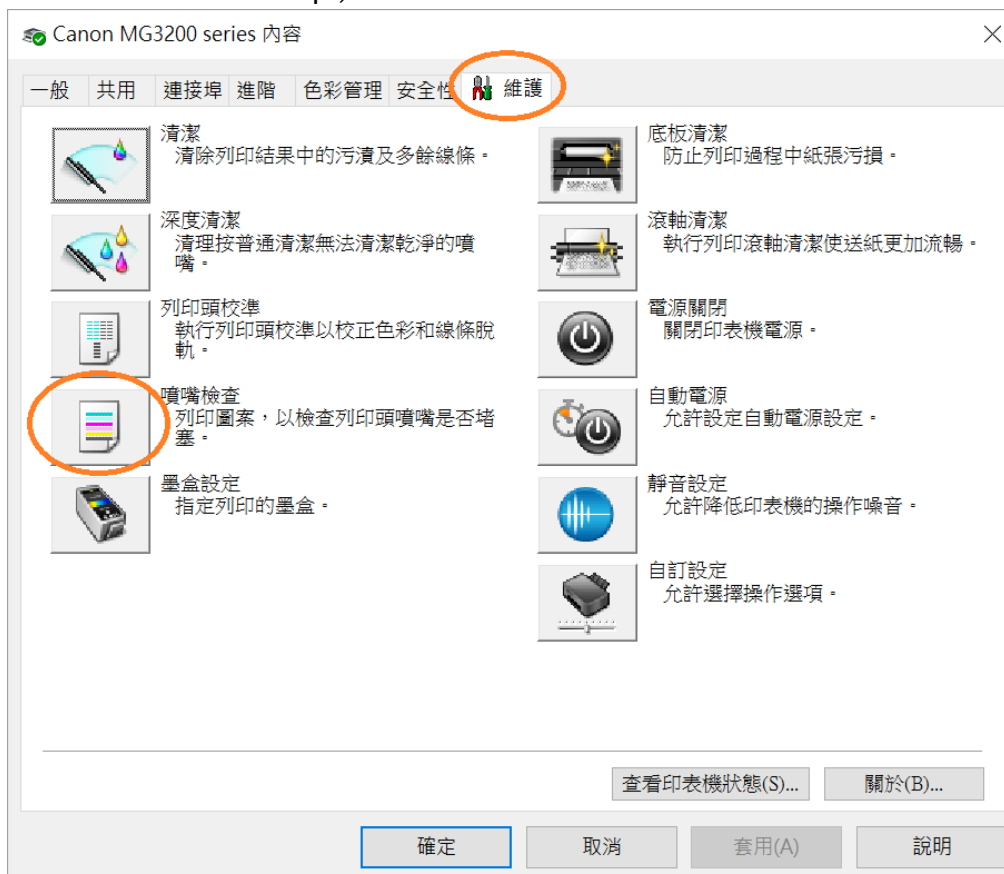 Canon MG3200 series 內容
一般 共用 連接埠 進階 色彩管理 安全性 維護
清潔
清除列印結果中的污漬及多餘線條。
深度清潔
清理按普通清潔無法清潔乾淨的噴
嘴。
列印頭校準
執行列印頭校準以校正色彩和線條脫
軌。
噴嘴檢查
列印圖案，以檢查列印頭噴嘴是否堵
塞。
墨盒設定
指定列印的墨盒。
底板清潔
防止列印過程中紙張污損。
滾軸清潔
執行列印滾軸清潔使送紙更加流暢。
電源關閉
關閉印表機電源。
自動電源
允許設定自動電源設定。
靜音設定
允許降低印表機的操作噪音。
自訂設定
允許選擇操作選項。
查看印表機狀態(S)... 關於(B)...
確定 取消 套用(A) 說明